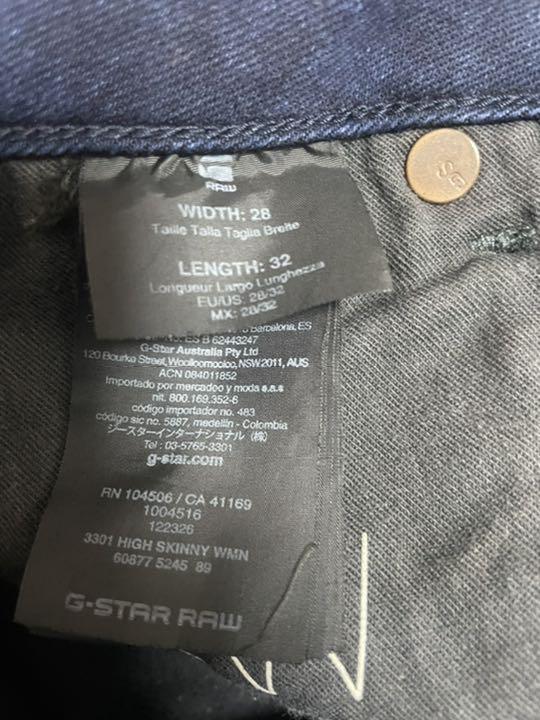 RAW
WIDTH: 28
Taille Talla Taglia Breite
LENGTH: 32
Longueur Largo Lunghezza
EU/US: 28/32
MX: 28/32
Barcelona, ES
ES B 62443247
G-Star Australia Pty Ltd
120 Bourke Street, Woolloomooloo, NSW 2011, AUS
ACN 084011852
Importado por mercadeo y moda s.a.s
nit. 800.169.352-6
código importador no. 483
código sic no. 5887, medellin - Colombia
ジースターインターナショナル (株)
Tel : 03-5765-3301
g-star.com
RN 104506 / CA 41169
1004516
122326
3301 HIGH SKINNY WMN
60877 5245 89
G-STAR RAW